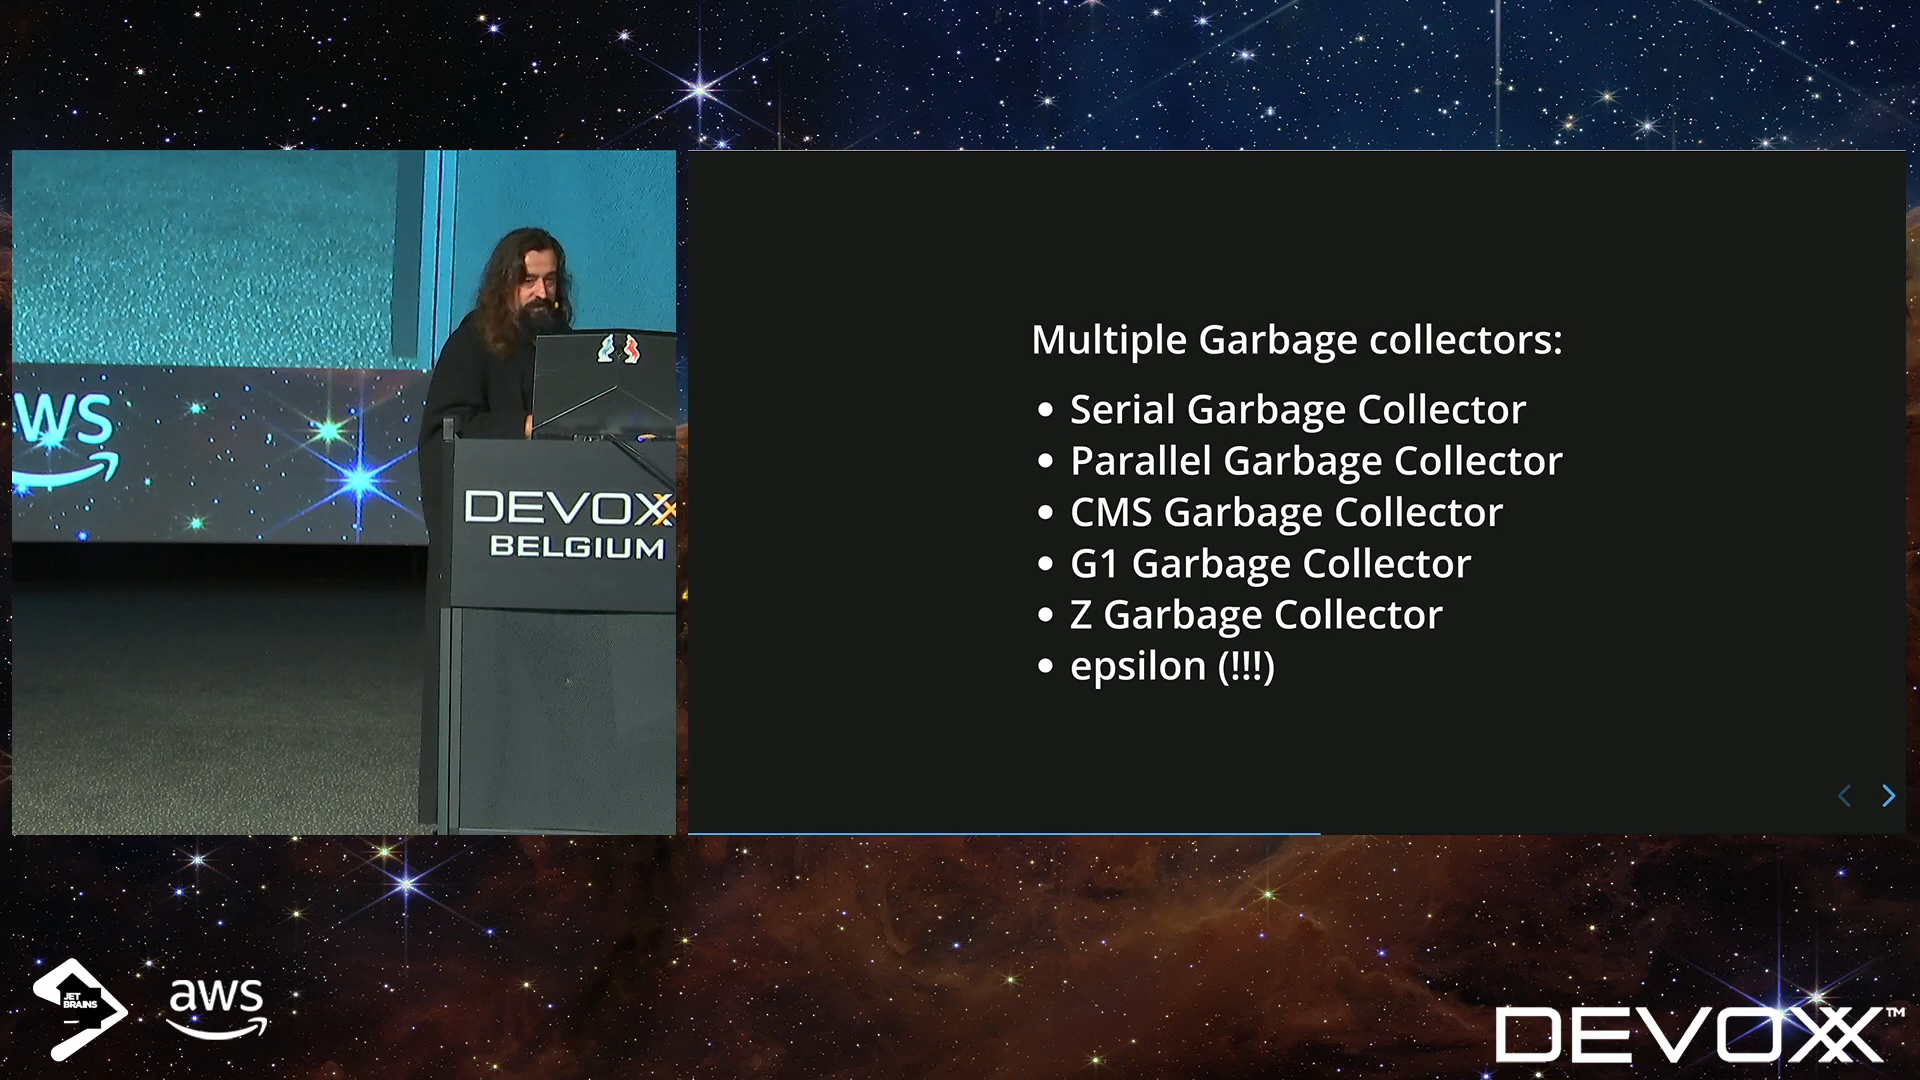 WS
DEVOXX
BELGIUM
Multiple Garbage collectors:
• Serial Garbage Collector
• Parallel Garbage Collector
• CMS Garbage Collector
• G1 Garbage Collector
• Z Garbage Collector
• epsilon (!!!)
JET
BRAINS
aws
DEVOXX™